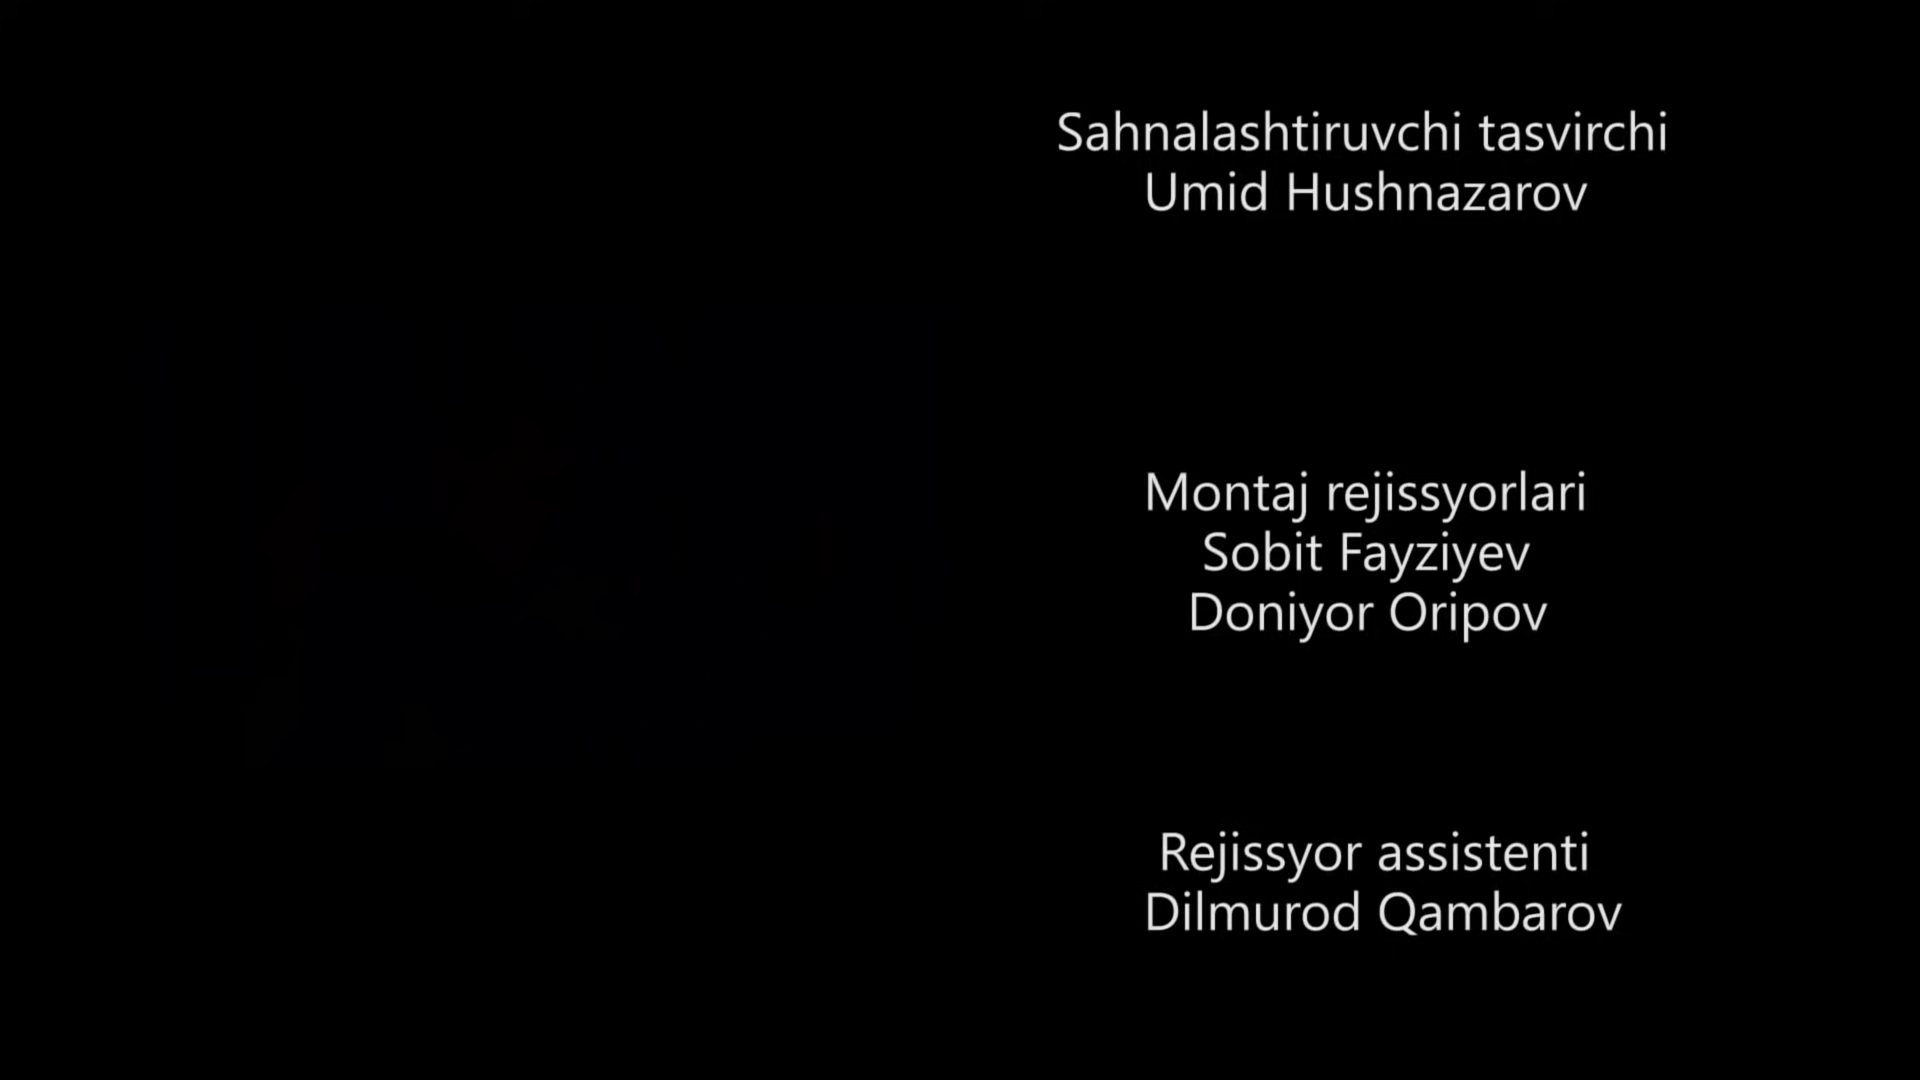 Sahnalashtiruvchi tasvirchi
Umid Hushnazarov
Montaj rejissyorlari
Sobit Fayziyev
Doniyor Oripov
Rejissyor assistenti
Dilmurod Qambarov